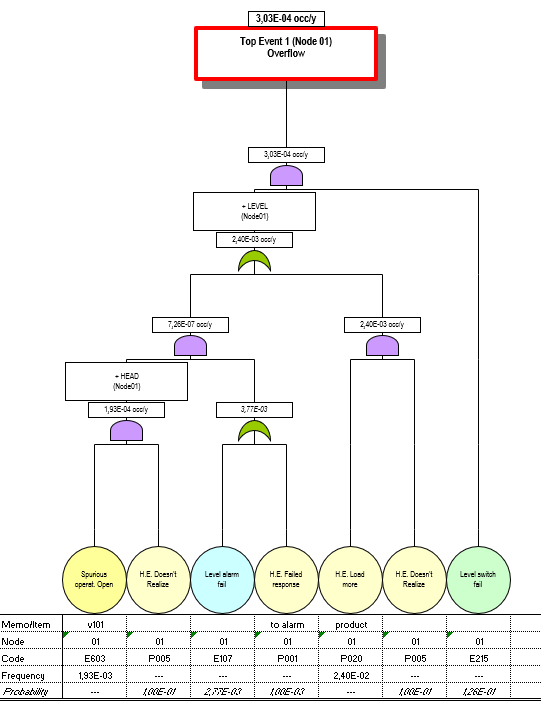 3,03E-04 occ/y
Top Event 1 (Node 01)
Overflow
3,03E-04 occ/y
+ LEVEL
(Node01)
2,40E-03 occ/y
7,26E-07 occ/y
2,40E-03 occ/y
+ HEAD
(Node01)
1,93E-04 occ/y
3,77E-03
Spurious
operat. Open
H.E. Doesn't
Realize
Level alarm
fail
H.E. Failed
response
H.E. Load
more
H.E. Doesn't
Realize
Level switch
fail
Memo/Item v101 to alarm product
Node 01 01 01 01 01 01 01
Code E603 P005 E107 P001 P020 P005 E215
Frequency 1,93E-03 --- --- --- 2,40E-02 --- ---
Probability --- 1,00E-01 2,77E-03 1,00E-03 --- 1,00E-01 1,26E-01